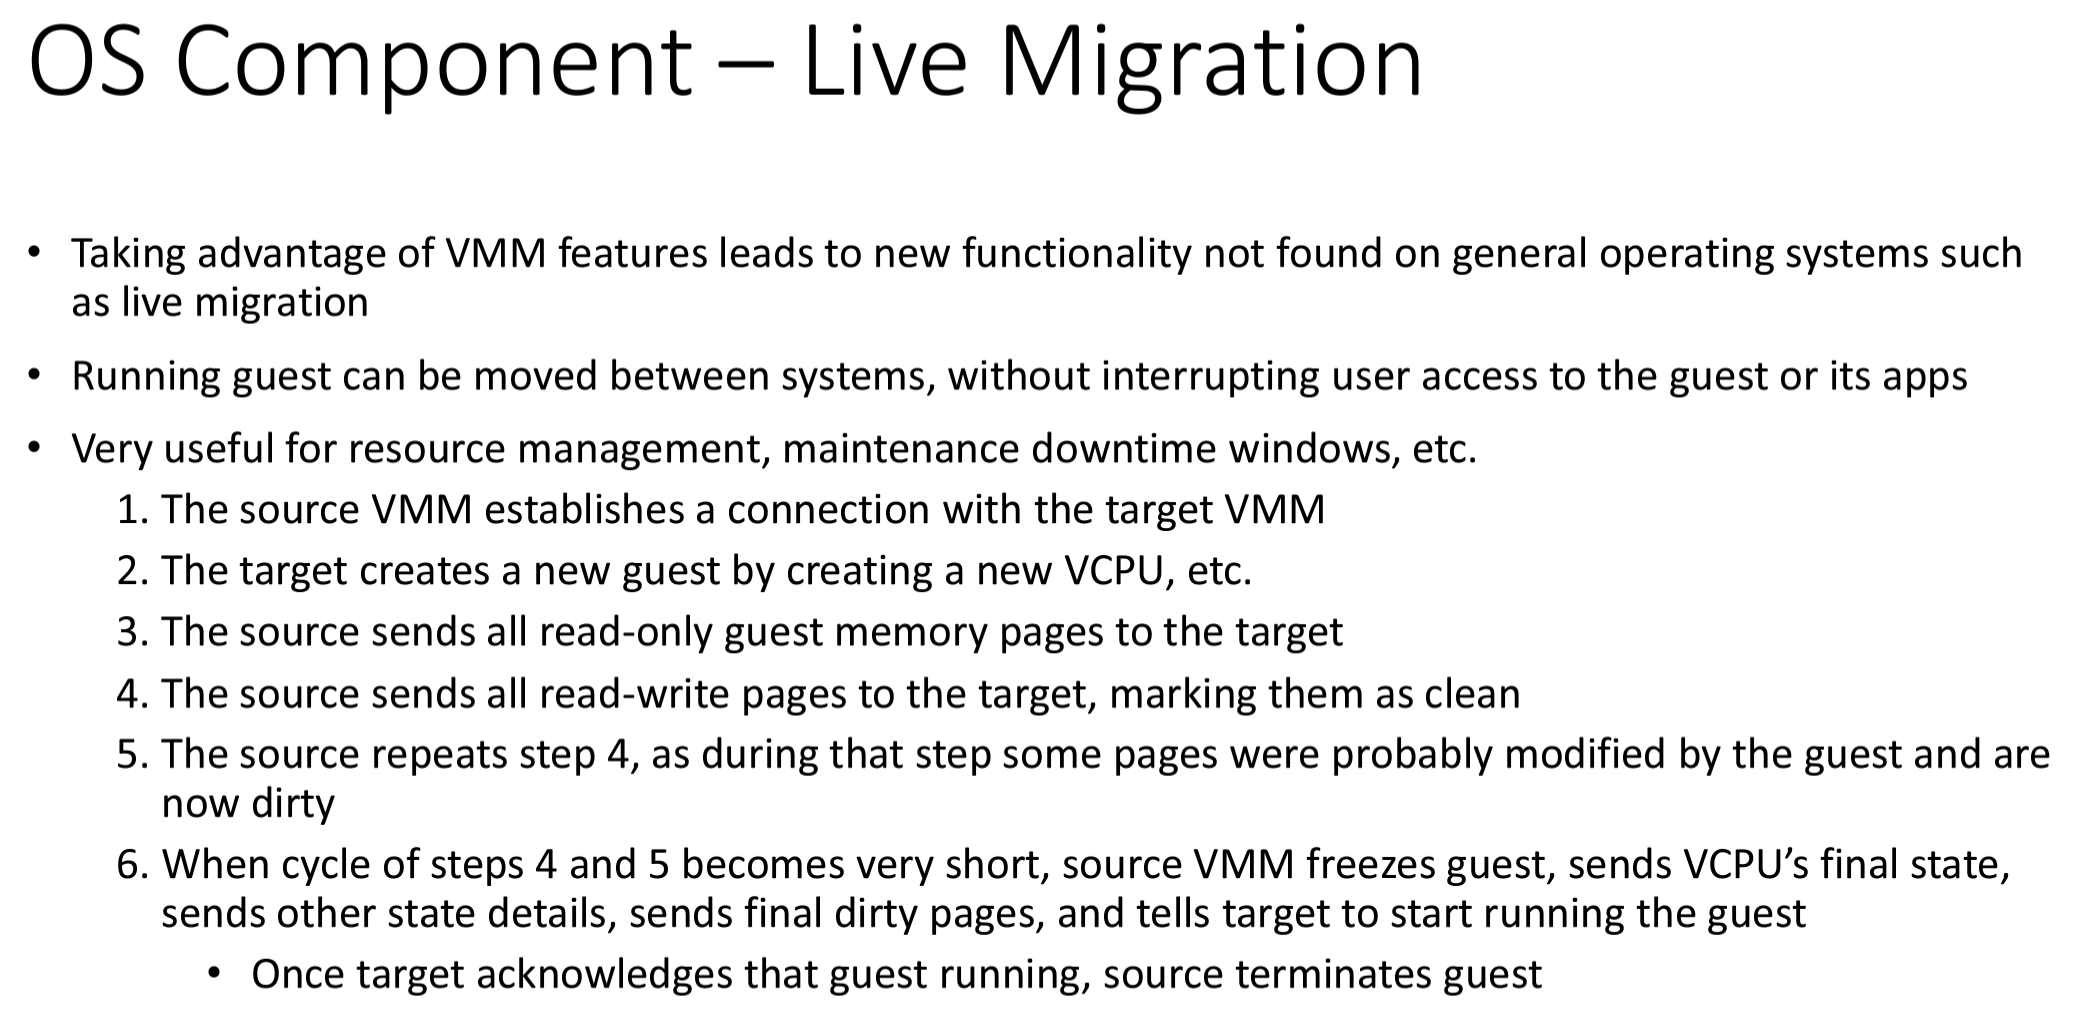 OS Component – Live Migration
• Taking advantage of VMM features leads to new functionality not found on general operating systems such
as live migration
• Running guest can be moved between systems, without interrupting user access to the guest or its apps
• Very useful for resource management, maintenance downtime windows, etc.
1. The source VMM establishes a connection with the target VMM
2. The target creates a new guest by creating a new VCPU, etc.
3. The source sends all read-only guest memory pages to the target
4. The source sends all read-write pages to the target, marking them as clean
5. The source repeats step 4, as during that step some pages were probably modified by the guest and are
now dirty
6. When cycle of steps 4 and 5 becomes very short, source VMM freezes guest, sends VCPU’s final state,
sends other state details, sends final dirty pages, and tells target to start running the guest
• Once target acknowledges that guest running, source terminates guest